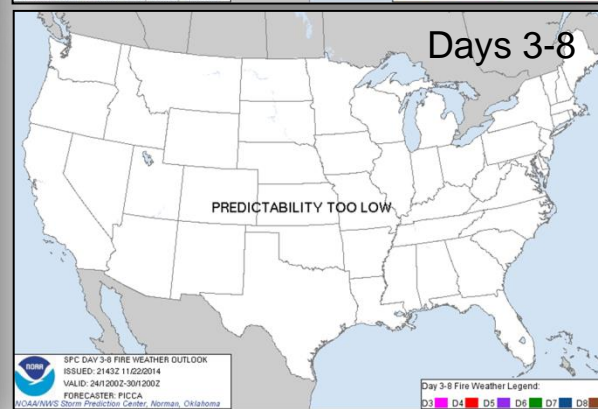 Days 3-8
PREDICTABILITY TOO LOW
NOAA
SPC DAY 3-8 FIRE WEATHER OUTLOOK
ISSUED: 2143Z 11/22/2014
VALID: 24/1200Z-30/1200Z
FORECASTER: PICCA
NOAA/NWS Storm Prediction Center, Norman, Oklahoma
Day 3-8 Fire Weather Legend:
D3 D4 D5 D6 D7 D8